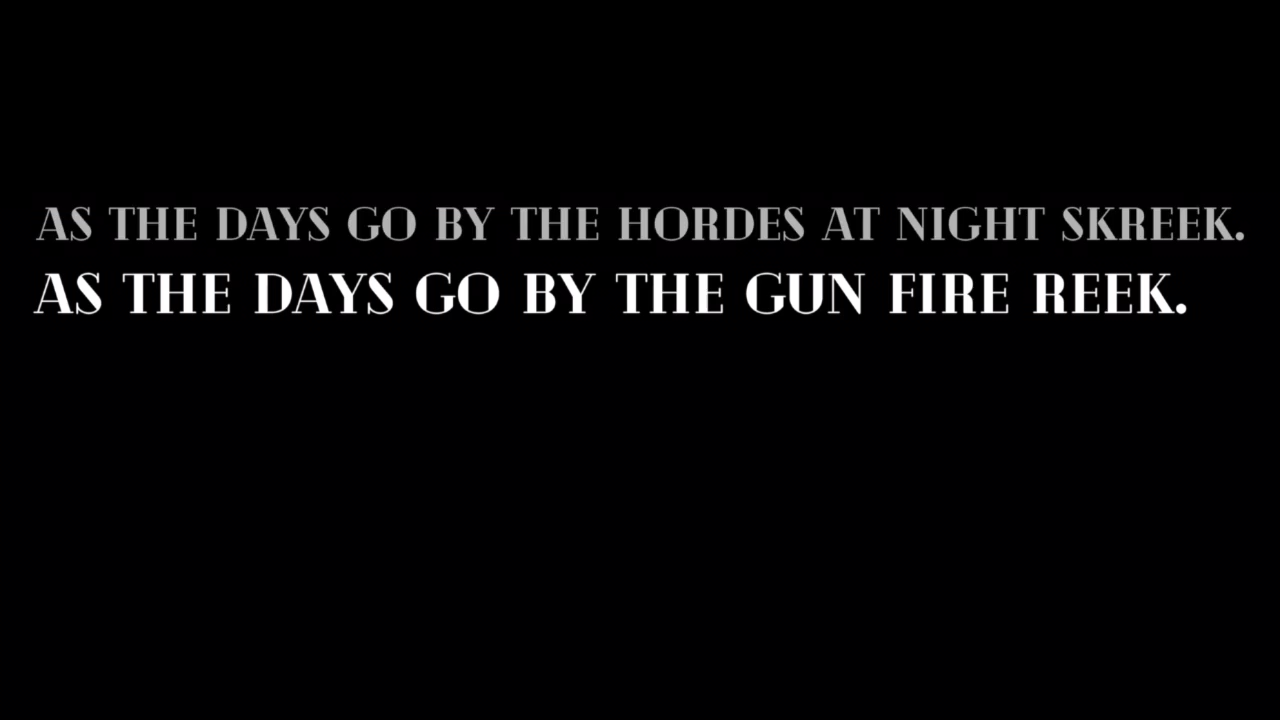 AS THE DAYS GO BY THE HORDES AT NIGHT SKREEK.
AS THE DAYS GO BY THE GUN FIRE REEK.